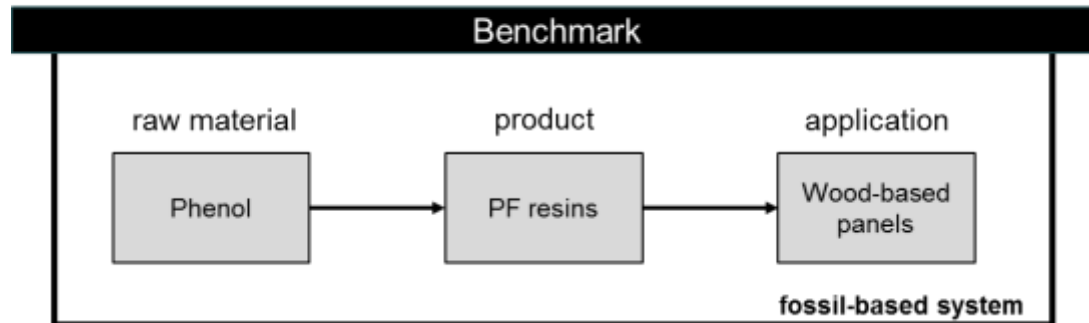 Benchmark
raw material
product
application
Phenol
PF resins
Wood-based
panels
fossil-based system